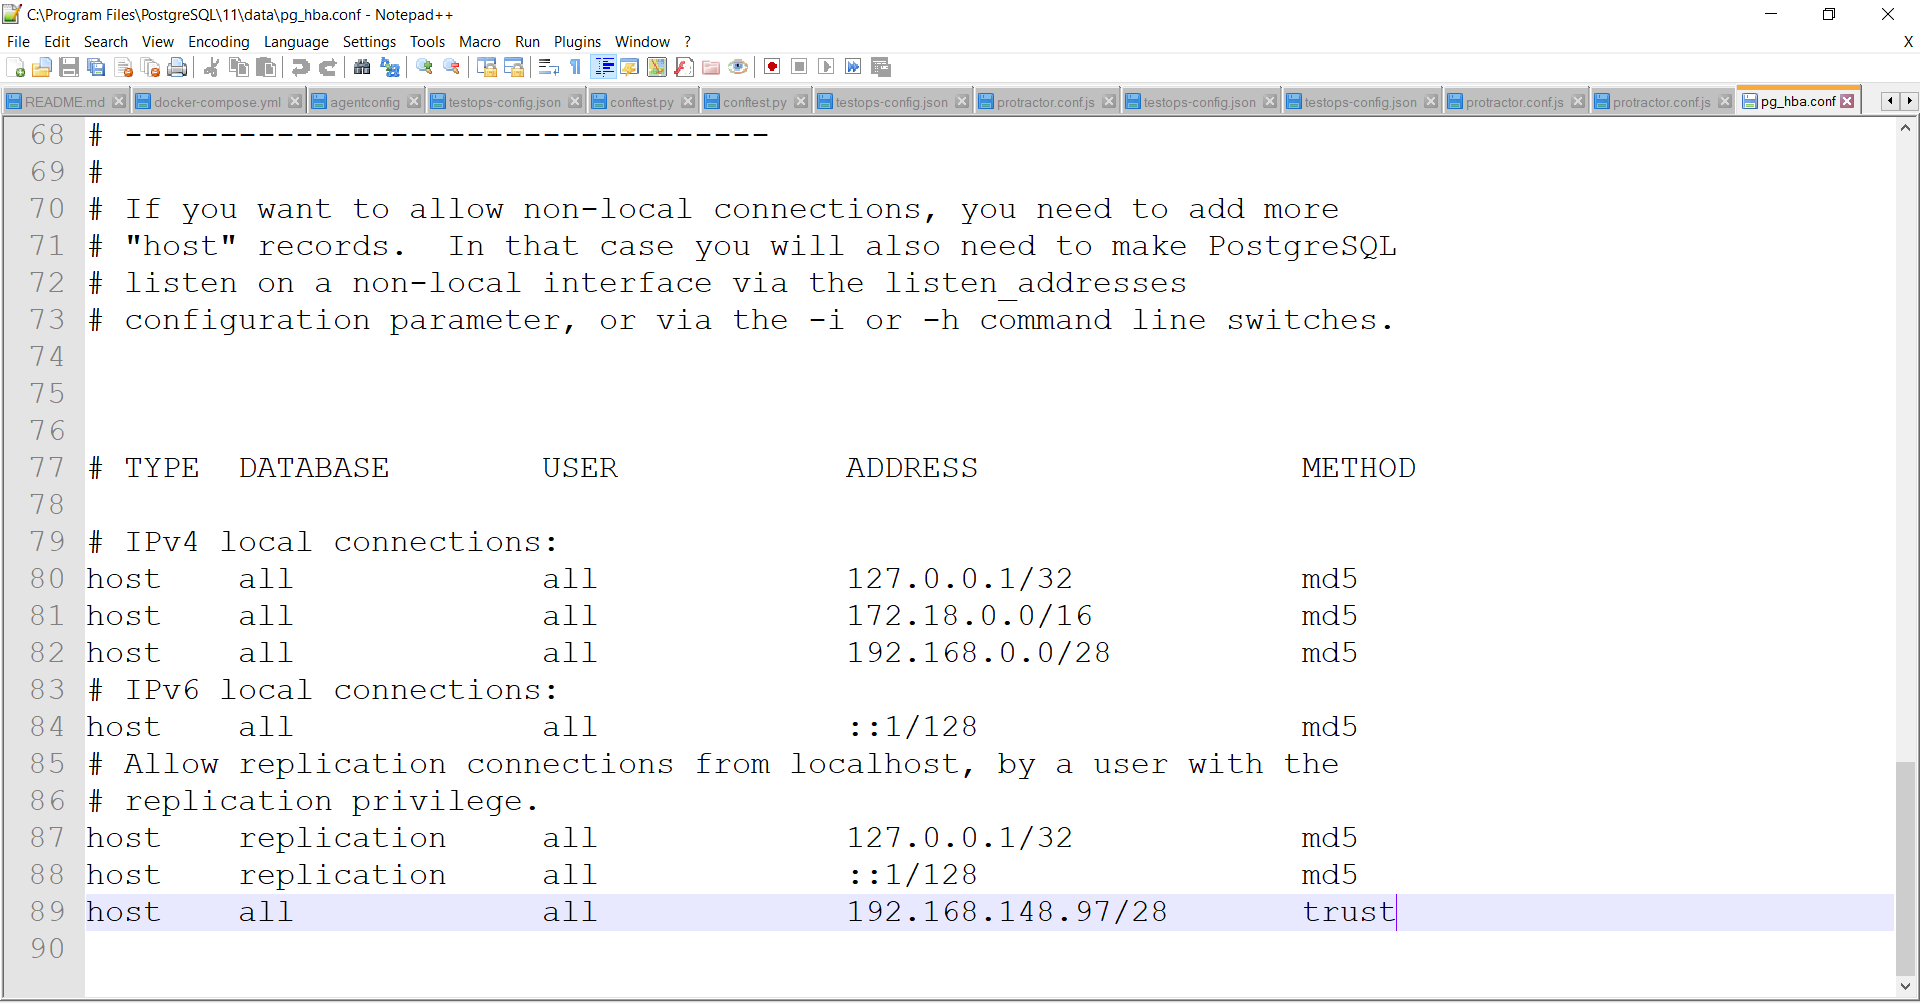 C:\Program Files\PostgreSQL\11\data\pg_hba.conf - Notepad++
File Edit Search View Encoding Language Settings Tools Macro Run Plugins Window ? X
README.md docker-compose.yml agentconfig testops-config.json conftest.py conftest.py testops-config.json protractor.conf.js testops-config.json testops-config.json protractor.conf.js protractor.conf.js pg_hba.conf
68 # ----------------------------------
69 #
70 # If you want to allow non-local connections, you need to add more
71 # "host" records.  In that case you will also need to make PostgreSQL
72 # listen on a non-local interface via the listen_addresses
73 # configuration parameter, or via the -i or -h command line switches.
74
75
76
77 # TYPE  DATABASE        USER            ADDRESS                 METHOD
78
79 # IPv4 local connections:
80 host    all             all             127.0.0.1/32            md5
81 host    all             all             172.18.0.0/16           md5
82 host    all             all             192.168.0.0/28          md5
83 # IPv6 local connections:
84 host    all             all             ::1/128                 md5
85 # Allow replication connections from localhost, by a user with the
86 # replication privilege.
87 host    replication     all             127.0.0.1/32            md5
88 host    replication     all             ::1/128                 md5
89 host    all             all             192.168.148.97/28       trust
90